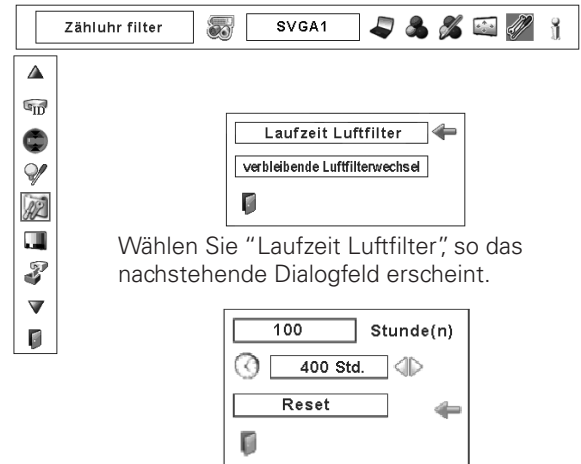 Zähluhr filter
SVGA1
ID
Laufzeit Luftfilter
verbleibende Luftfilterwechsel
Wählen Sie “Laufzeit Luftfilter”, so das
nachstehende Dialogfeld erscheint.
100 Stunde(n)
400 Std.
Reset